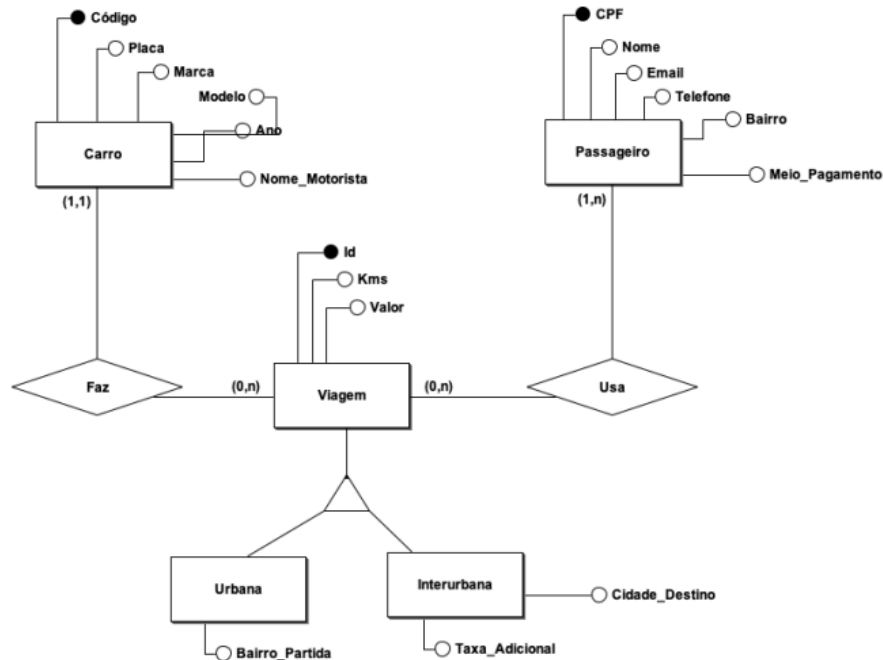 Código
Placa
Marca
Modelo
Ano
Carro
Nome_Motorista
(1,1)
CPF
Nome
Email
Telefone
Bairro
Passageiro
Meio_Pagamento
(1,n)
Id
Kms
Valor
Faz
(0,n)
Viagem
(0,n)
Usa
Urbana
Interurbana
Cidade_Destino
Bairro_Partida
Taxa_Adicional